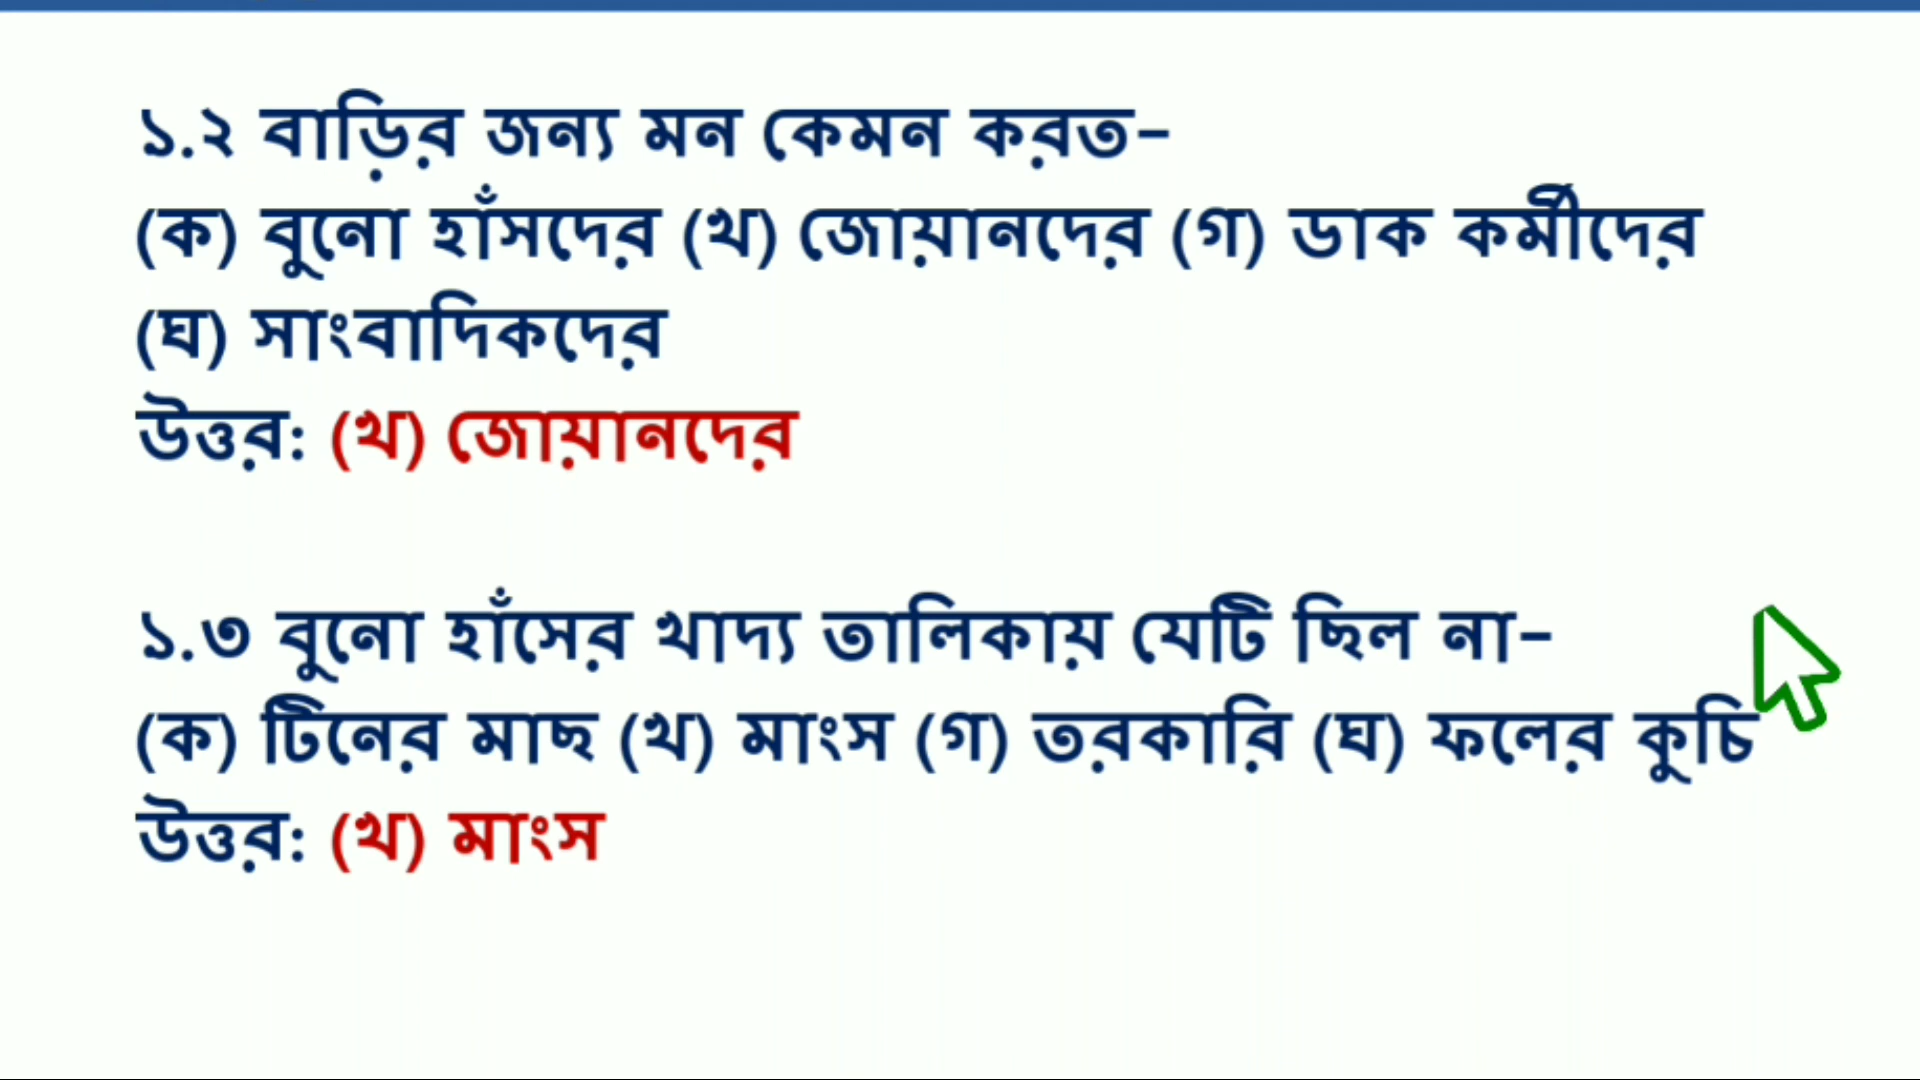 ১.২ বাড়ির জন্য মন কেমন করত-
(ক) বুনো হাঁসদের (খ) জোয়ানদের (গ) ডাক কর্মীদের
(ঘ) সাংবাদিকদের
উত্তর: (খ) জোয়ানদের
১.৩ বুনো হাঁসের খাদ্য তালিকায় যেটি ছিল না-
(ক) টিনের মাছ (খ) মাংস (গ) তরকারি (ঘ) ফলের কুচি
উত্তর: (খ) মাংস